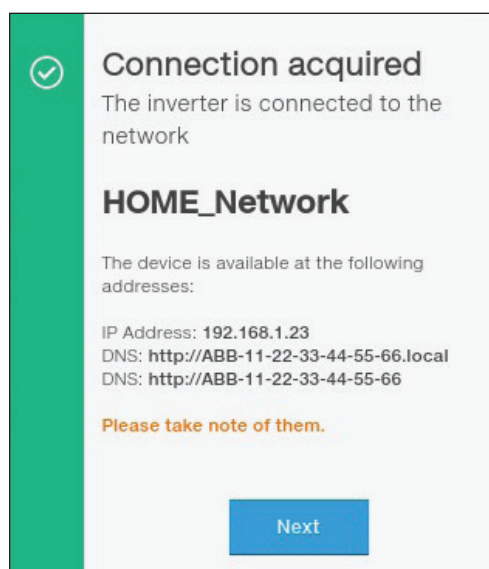 Connection acquired
The inverter is connected to the
network
HOME_Network
The device is available at the following
addresses:
IP Address: 192.168.1.23
DNS: http://ABB-11-22-33-44-55-66.local
DNS: http://ABB-11-22-33-44-55-66
Please take note of them.
Next